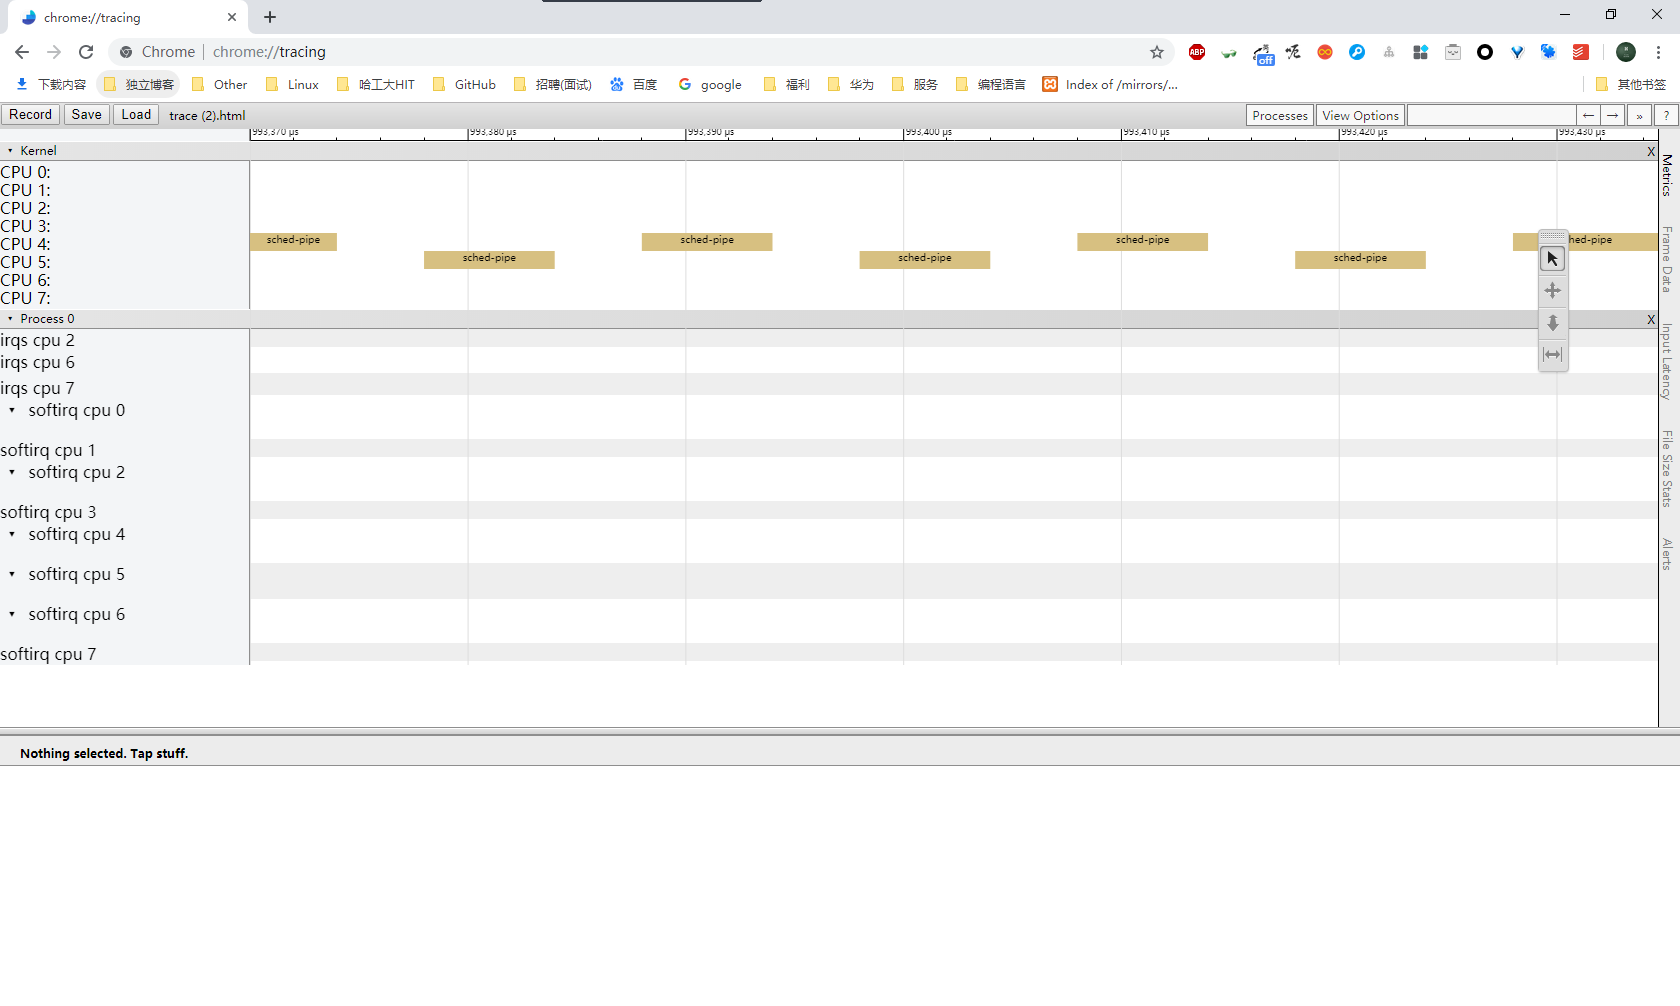 chrome://tracing
Chrome chrome://tracing
ABP
off
下载内容 独立博客 Other Linux 哈工大HIT GitHub 招聘(面试) 百度 google 福利 华为 服务 编程语言 Index of /mirrors/... 其他书签
Record Save Load trace (2).html Processes View Options ← → » ?
993,370 µs 993,380 µs 993,390 µs 993,400 µs 993,410 µs 993,420 µs 993,430 µs
Kernel X
CPU 0:
CPU 1:
CPU 2:
CPU 3:
CPU 4: sched-pipe sched-pipe sched-pipe hed-pipe
CPU 5: sched-pipe sched-pipe sched-pipe
CPU 6:
CPU 7:
Process 0 X
irqs cpu 2
irqs cpu 6
irqs cpu 7
softirq cpu 0
softirq cpu 1
softirq cpu 2
softirq cpu 3
softirq cpu 4
softirq cpu 5
softirq cpu 6
softirq cpu 7
Metrics
Frame Data
Input Latency
File Size Stats
Alerts
Nothing selected. Tap stuff.